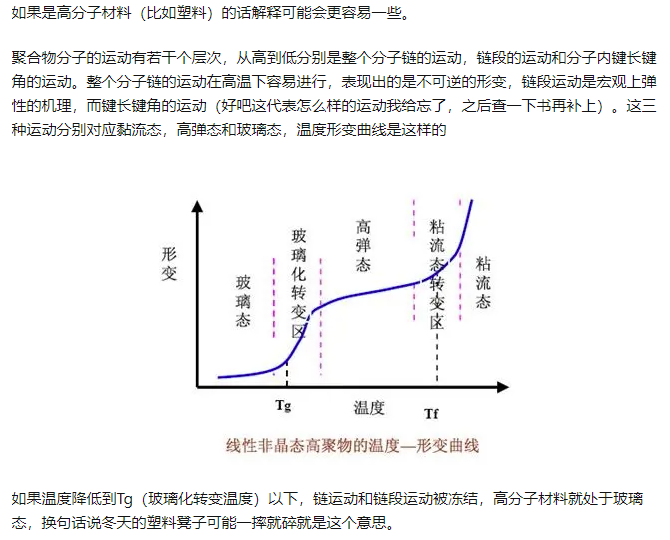 如果是高分子材料（比如塑料）的话解释可能会更容易一些。
聚合物分子的运动有若干个层次，从高到低分别是整个分子链的运动，链段的运动和分子内键长键
角的运动。整个分子链的运动在高温下容易进行，表现出的是不可逆的形变，链段运动是宏观上弹
性的机理，而键长键角的运动（好吧这代表怎么样的运动我给忘了，之后查一下书再补上）。这三
种运动分别对应黏流态，高弹态和玻璃态，温度形变曲线是这样的
形变
玻璃态
玻璃化转变区
高弹态
粘流态转变区
粘流态
Tg
温度
Tf
线性非晶态高聚物的温度—形变曲线
如果温度降低到Tg（玻璃化转变温度）以下，链运动和链段运动被冻结，高分子材料就处于玻璃
态，换句话说冬天的塑料凳子可能一摔就碎就是这个意思。